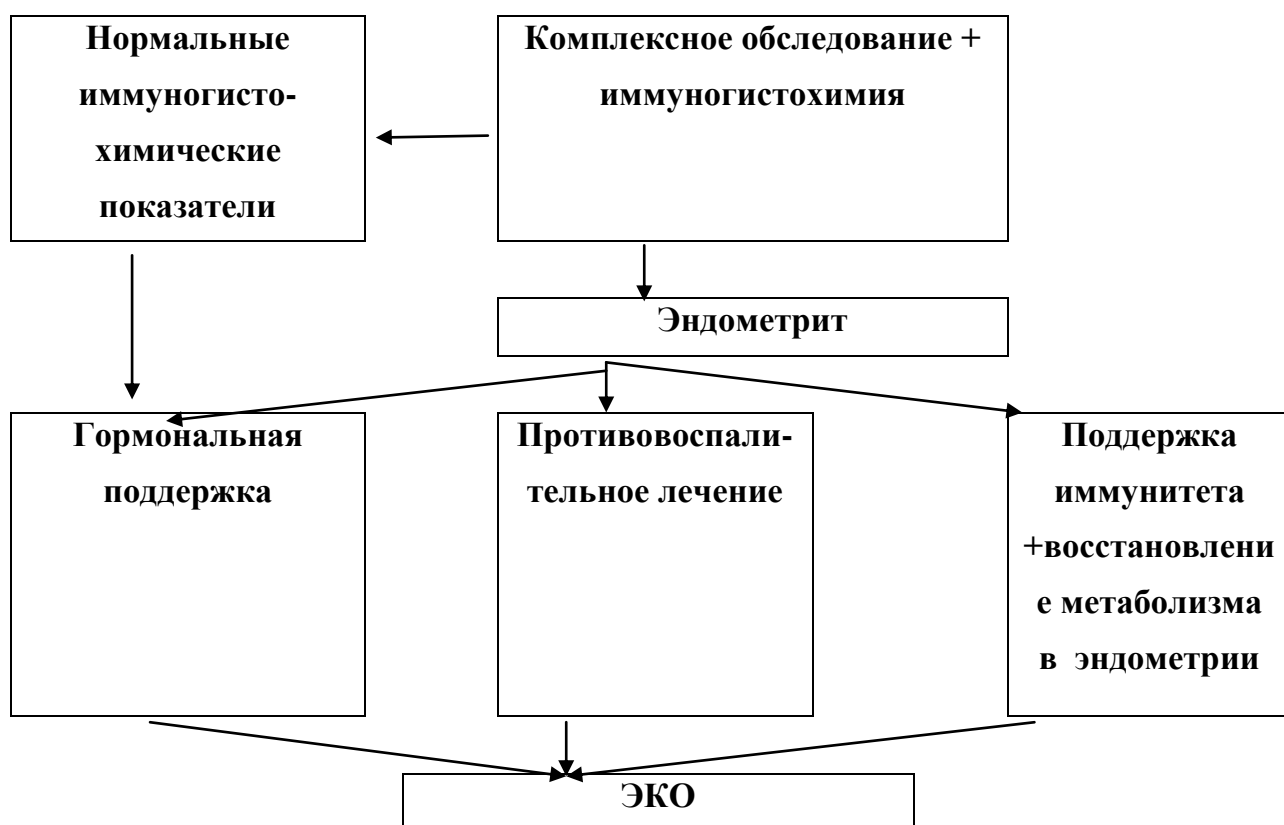 Нормальные
иммуногисто-
химические
показатели
Комплексное обследование +
иммуногистохимия
Эндометрит
Гормональная
поддержка
Противовоспали-
тельное лечение
Поддержка
иммунитета
+восстановлени
е метаболизма
в эндометрии
ЭКО